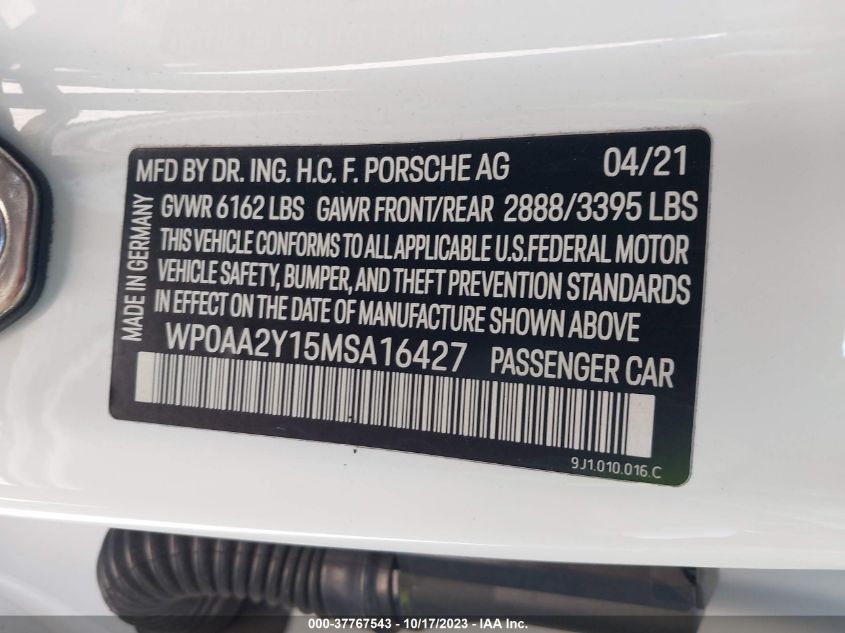 MFD BY DR. ING. H.C. F. PORSCHE AG 04/21
GVWR 6162 LBS GAWR FRONT/REAR 2888/3395 LBS
THIS VEHICLE CONFORMS TO ALL APPLICABLE U.S.FEDERAL MOTOR
VEHICLE SAFETY, BUMPER, AND THEFT PREVENTION STANDARDS
IN EFFECT ON THE DATE OF MANUFACTURE SHOWN ABOVE
WP0AA2Y15MSA16427 PASSENGER CAR
MADE IN GERMANY
9J1.010.016.C
000-37767543 - 10/17/2023 - IAA Inc.